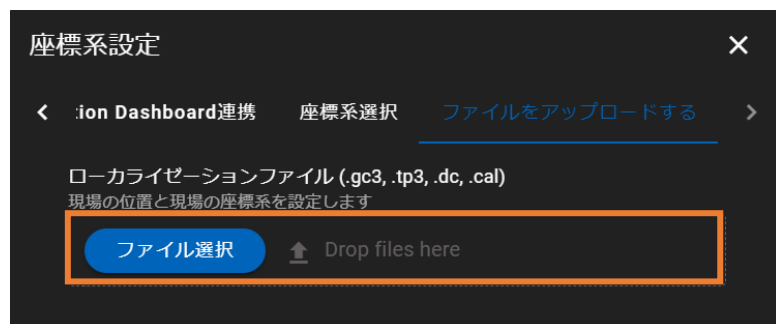 座標系設定
:ion Dashboard連携 座標系選択 ファイルをアップロードする
ローカライゼーションファイル (.gc3, .tp3, .dc, .cal)
現場の位置と現場の座標系を設定します
ファイル選択 Drop files here